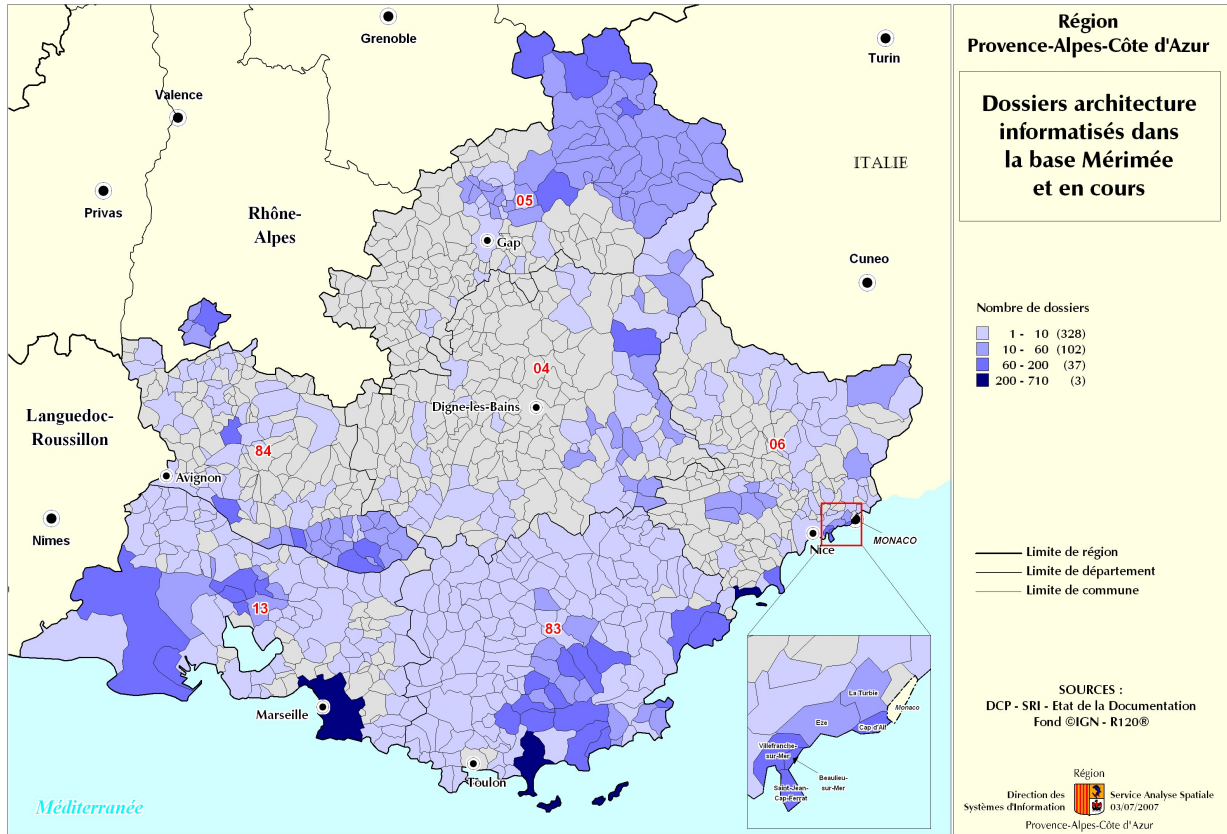 Grenoble
Turin
Valence
ITALIE
Privas
05
Rhône-
Alpes
Gap
Cuneo
04
Languedoc-
Roussillon
Digne-les-Bains
06
84
Avignon
Nimes
MONACO
Nice
13
83
Marseille
Toulon
Méditerranée
La Turbie
Monaco
Eze
Cap d'Ail
Villefranche-
sur-Mer
Beaulieu-
sur-Mer
Saint-Jean-
Cap-Ferrat
Région
Provence-Alpes-Côte d'Azur
Dossiers architecture
informatisés dans
la base Mérimée
et en cours
Nombre de dossiers
1 - 10 (328)
10 - 60 (102)
60 - 200 (37)
200 - 710 (3)
Limite de région
Limite de département
Limite de commune
SOURCES :
DCP - SRI - Etat de la Documentation
Fond ©IGN - R120®
Région
Direction des
Systèmes d'Information
Service Analyse Spatiale
03/07/2007
Provence-Alpes-Côte d'Azur